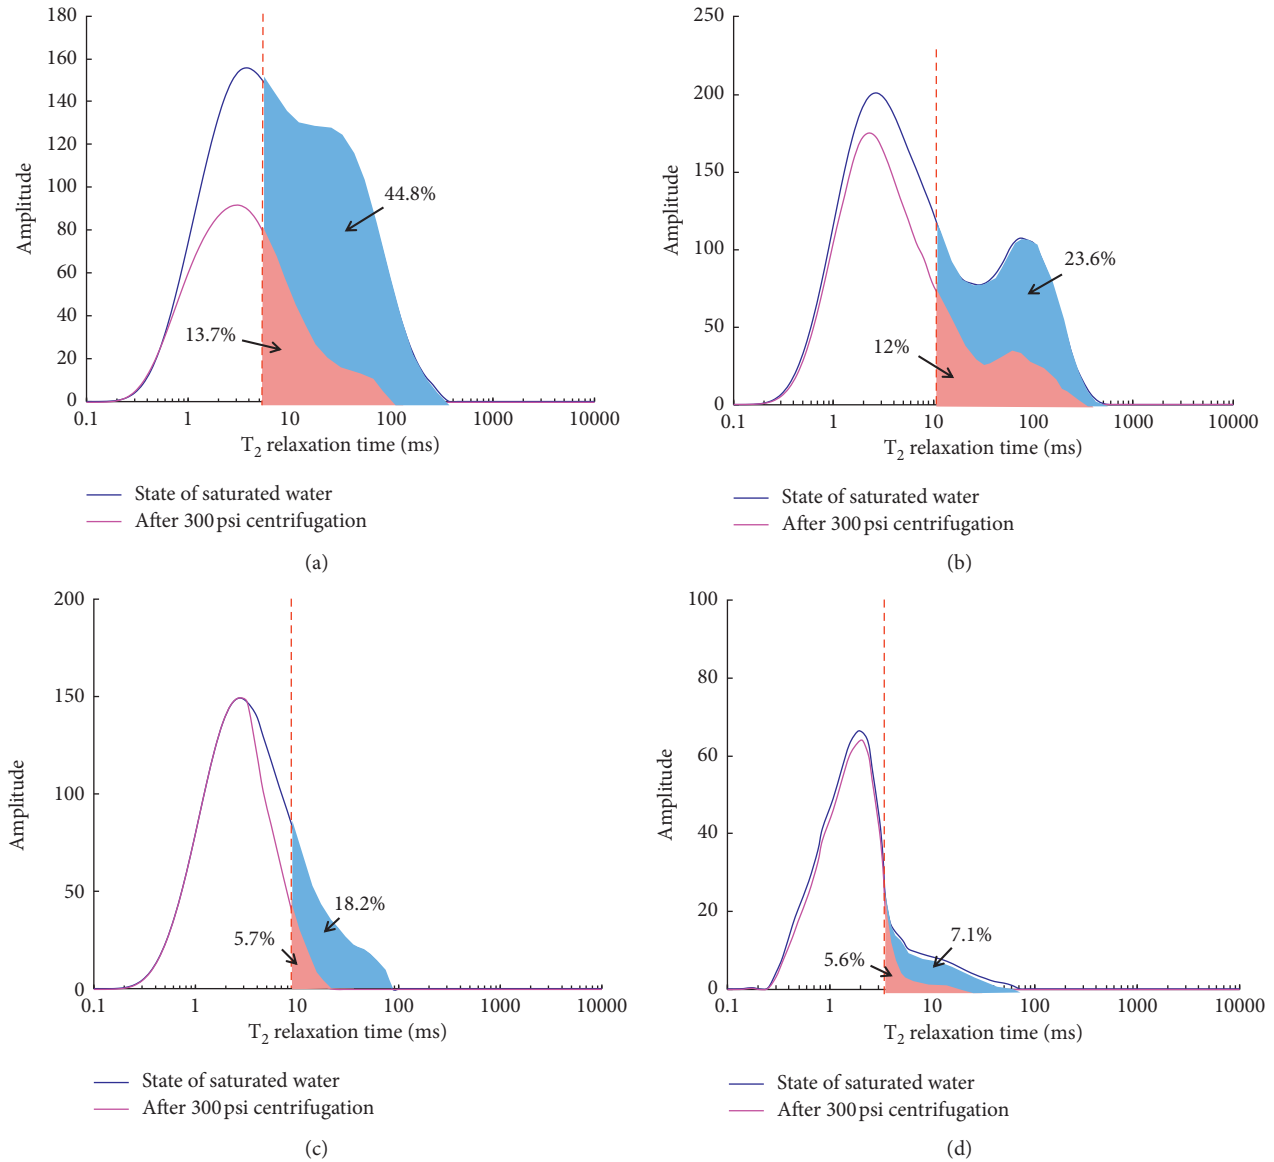 180
160
140
120
100
80
60
40
20
0
Amplitude
44.8%
13.7%
0.1 1 10 100 1000 10000
T2 relaxation time (ms)
State of saturated water
After 300 psi centrifugation
(a)
250
200
150
100
50
0
Amplitude
23.6%
12%
0.1 1 10 100 1000 10000
T2 relaxation time (ms)
State of saturated water
After 300 psi centrifugation
(b)
200
150
100
50
0
Amplitude
18.2%
5.7%
0.1 1 10 100 1000 10000
T2 relaxation time (ms)
State of saturated water
After 300 psi centrifugation
(c)
100
80
60
40
20
0
Amplitude
7.1%
5.6%
0.1 1 10 100 1000 10000
T2 relaxation time (ms)
State of saturated water
After 300 psi centrifugation
(d)